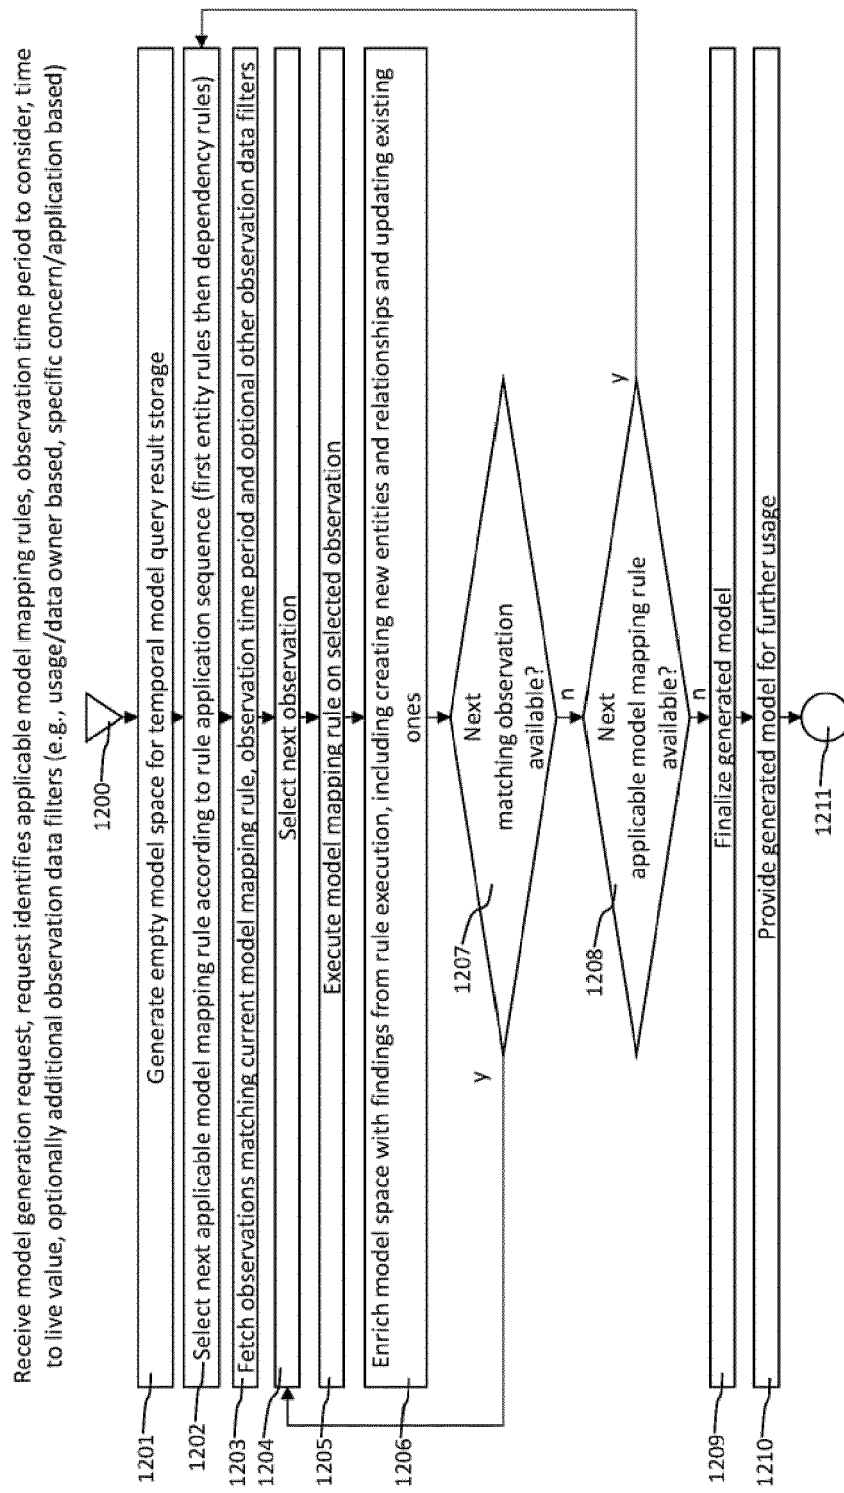 Receive model generation request, request identifies applicable model mapping rules, observation time period to consider, time
to live value, optionally additional observation data filters (e.g., usage/data owner based, specific concern/application based)
1200
1201
Generate empty model space for temporal model query result storage
1202
Select next applicable model mapping rule according to rule application sequence (first entity rules then dependency rules)
1203
Fetch observations matching current model mapping rule, observation time period and optional other observation data filters
1204
Select next observation
1205
Execute model mapping rule on selected observation
1206
Enrich model space with findings from rule execution, including creating new entities and relationships and updating existing
ones
1207
Next
matching observation
available?
y
n
1208
Next
applicable model mapping rule
available?
y
n
1209
Finalize generated model
1210
Provide generated model for further usage
1211